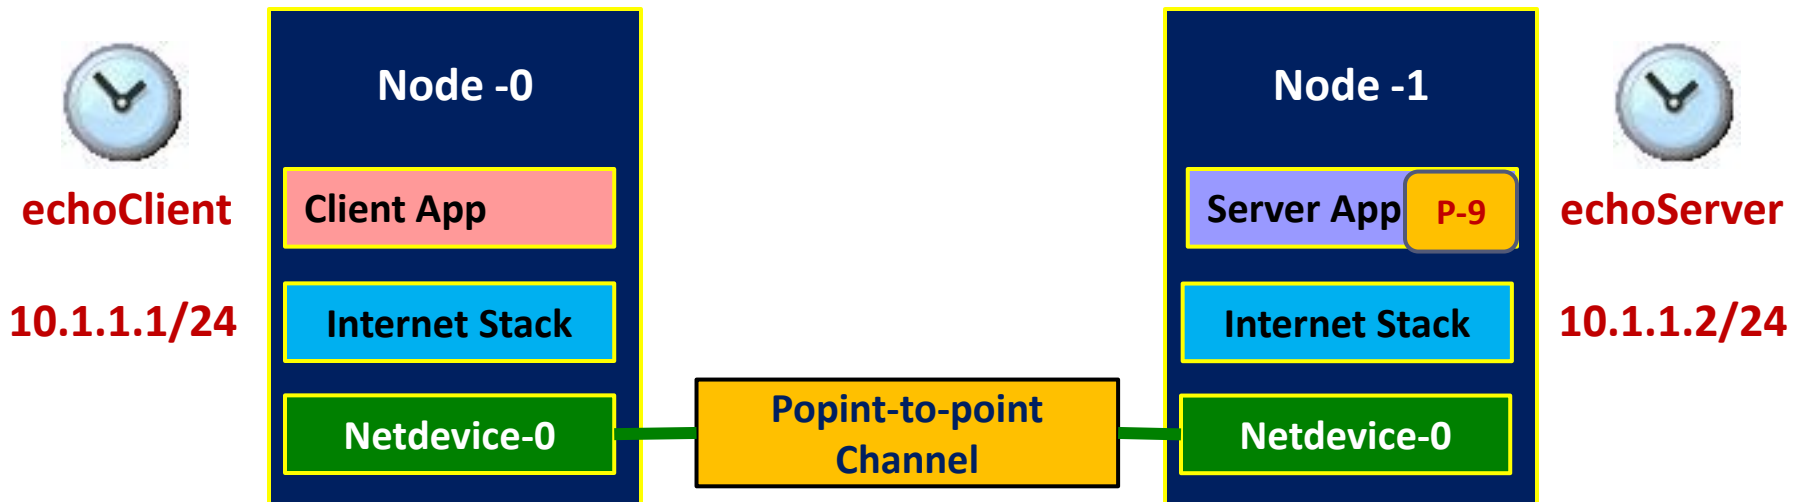 Node -0
Node -1
echoClient
Client App
Server App
P-9
echoServer
10.1.1.1/24
Internet Stack
Internet Stack
10.1.1.2/24
Netdevice-0
Popint-to-point
Channel
Netdevice-0